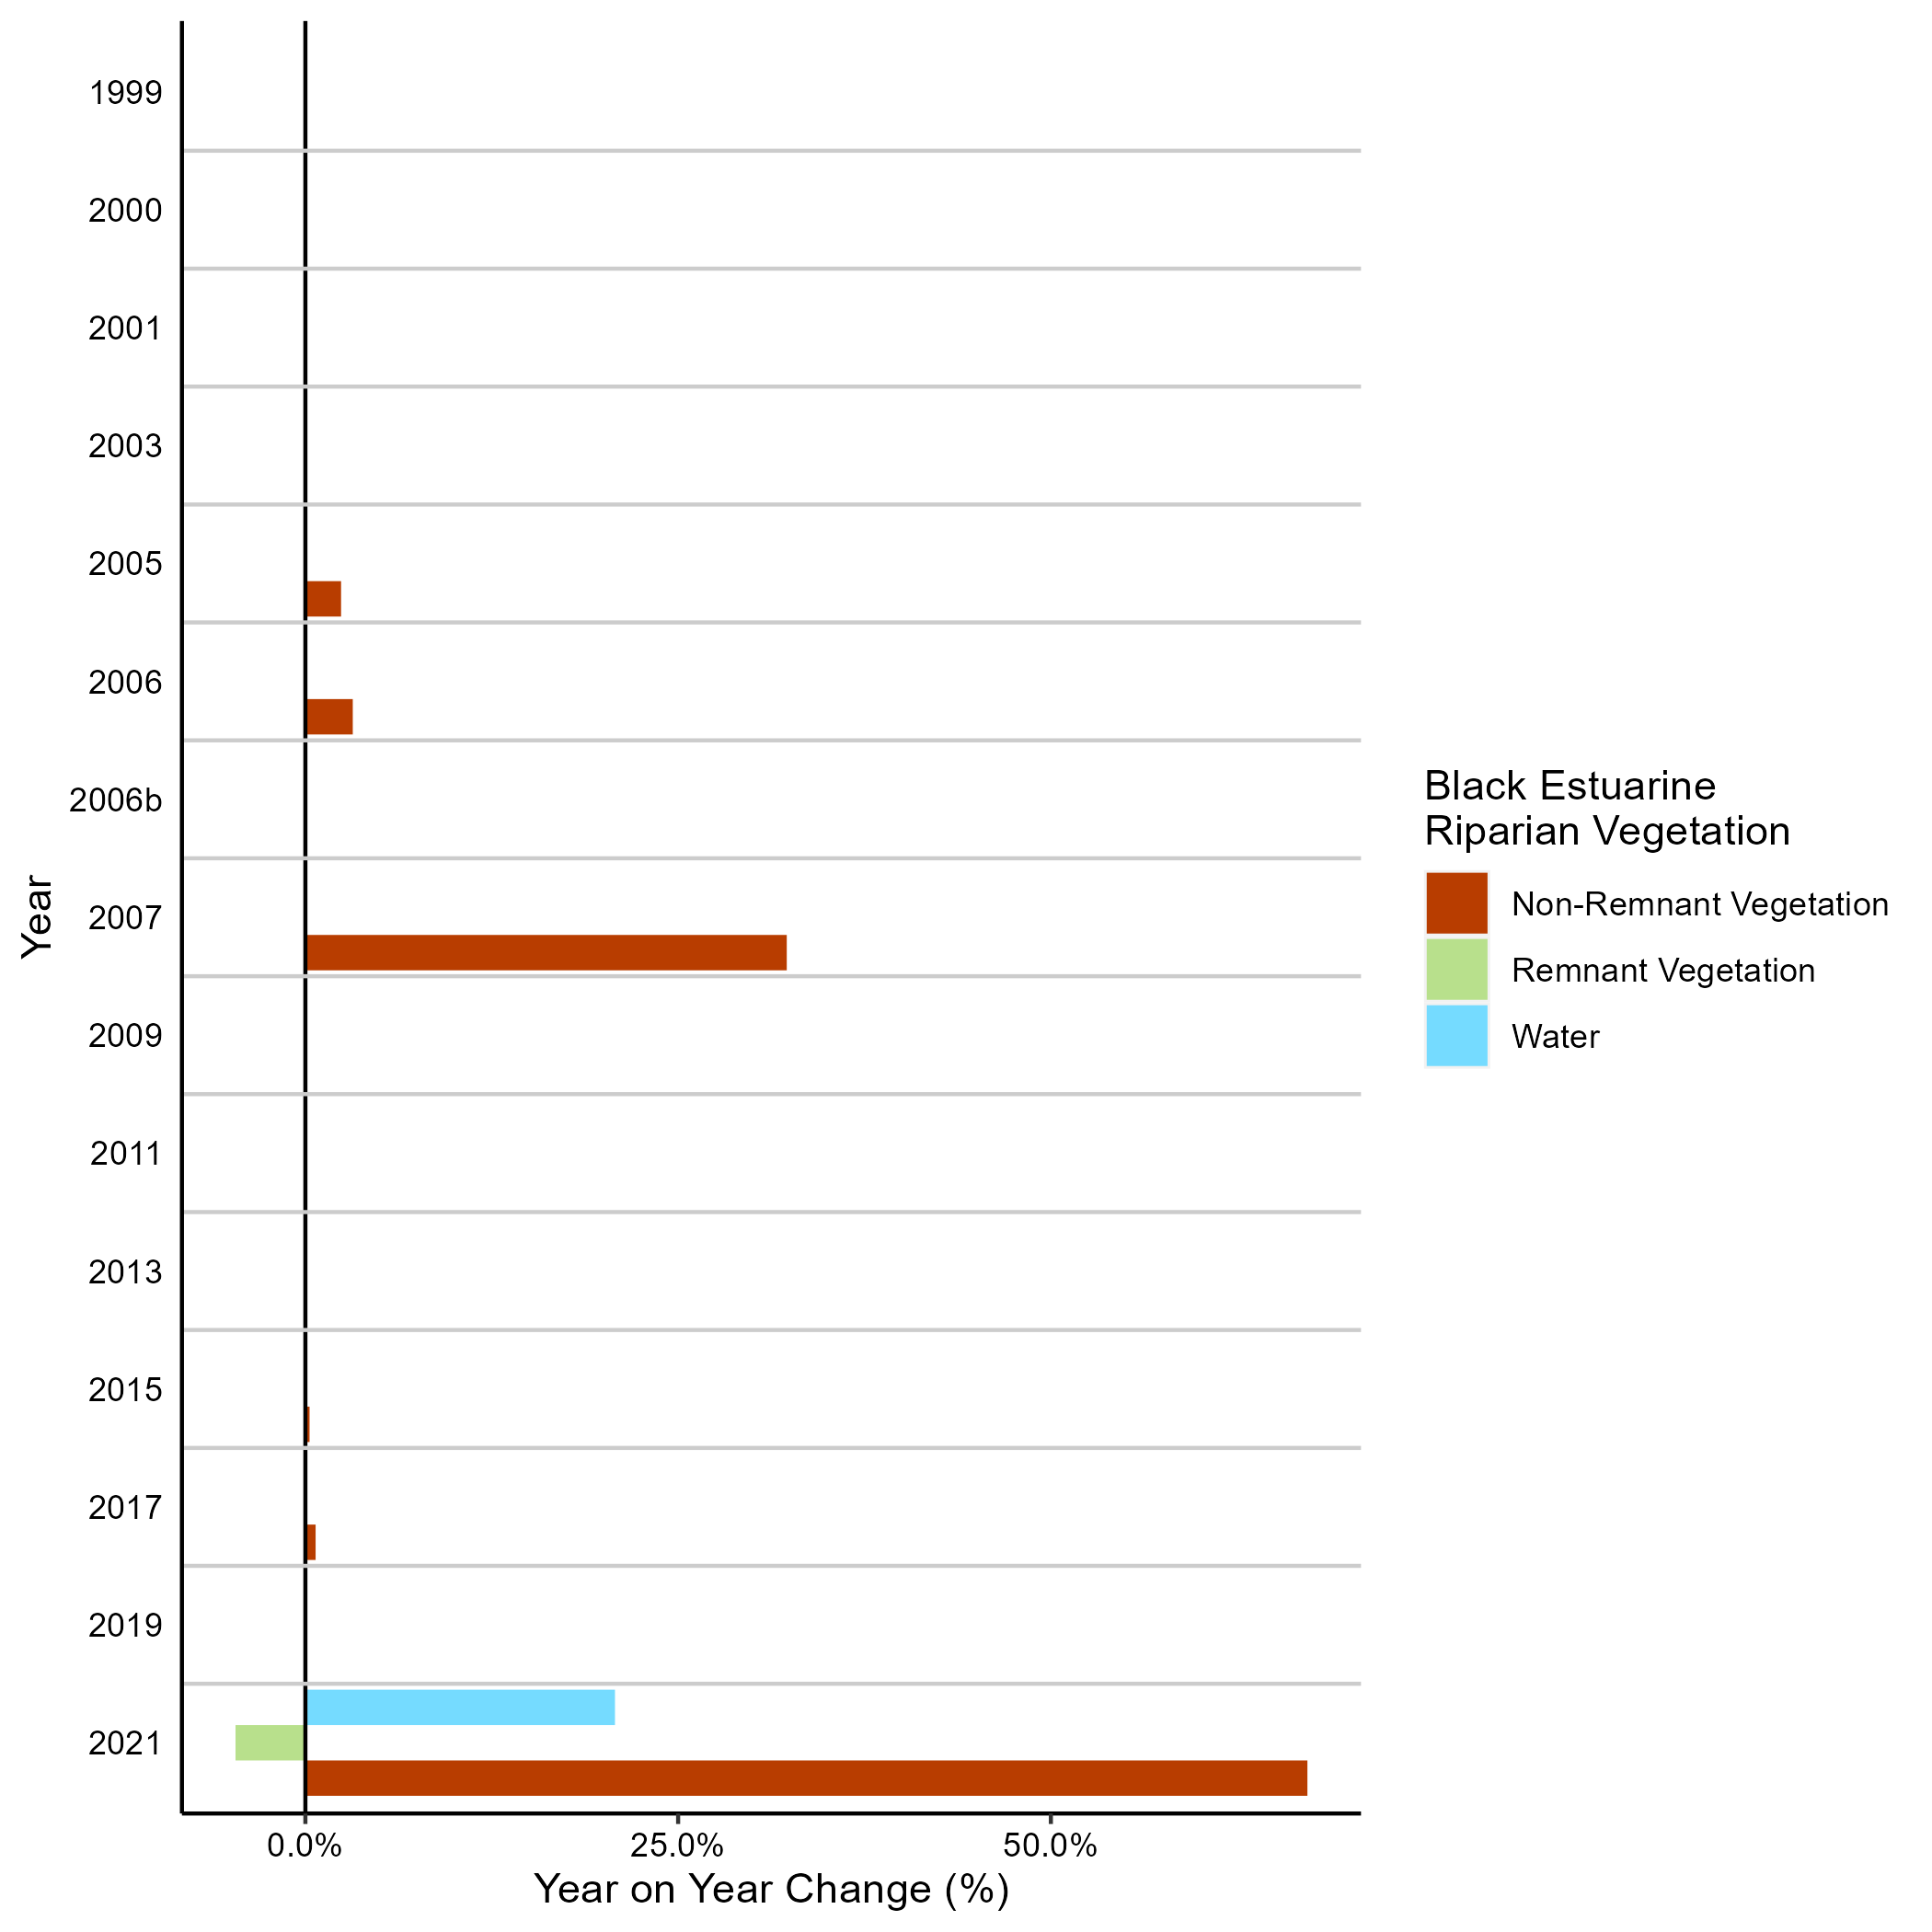 1999
2000
2001
2003
2005
2006
2006b
2007
2009
2011
2013
2015
2017
2019
2021
Year
0.0%
25.0%
50.0%
Year on Year Change (%)
Black Estuarine
Riparian Vegetation
Non-Remnant Vegetation
Remnant Vegetation
Water